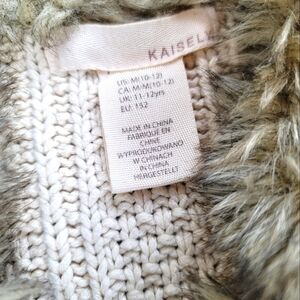 KAISELY
US: M(10-12)
CA: M/M(10-12)
UK: 11-12yrs
EU: 152
MADE IN CHINA
FABRIQUE EN
CHINE
WYPRODUKOWANO
W CHINACH
IN CHINA
HERGESTELLT